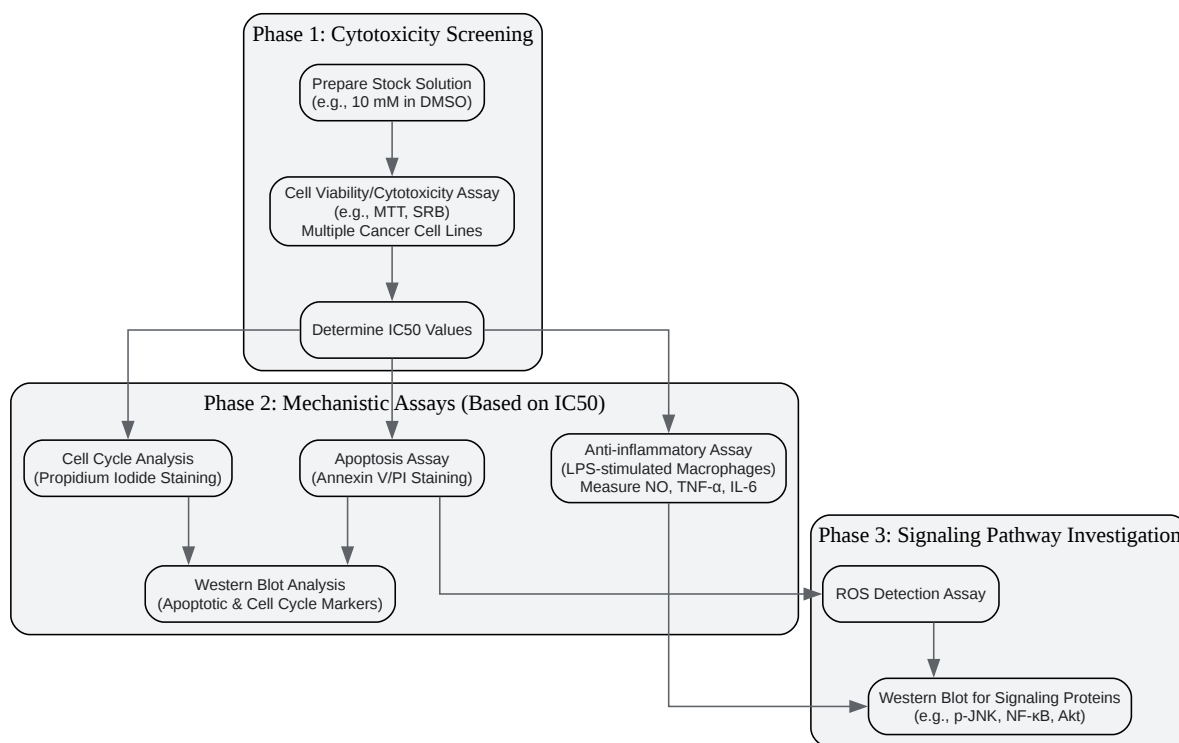 Phase 1: Cytotoxicity Screening
Prepare Stock Solution
(e.g., 10 mM in DMSO)
Cell Viability/Cytotoxicity Assay
(e.g., MTT, SRB)
Multiple Cancer Cell Lines
Determine IC50 Values
Phase 2: Mechanistic Assays (Based on IC50)
Cell Cycle Analysis
(Propidium Iodide Staining)
Apoptosis Assay
(Annexin V/PI Staining)
Anti-inflammatory Assay
(LPS-stimulated Macrophages)
Measure NO, TNF-α, IL-6
Western Blot Analysis
(Apoptotic & Cell Cycle Markers)
Phase 3: Signaling Pathway Investigation
ROS Detection Assay
Western Blot for Signaling Proteins
(e.g., p-JNK, NF-κB, Akt)